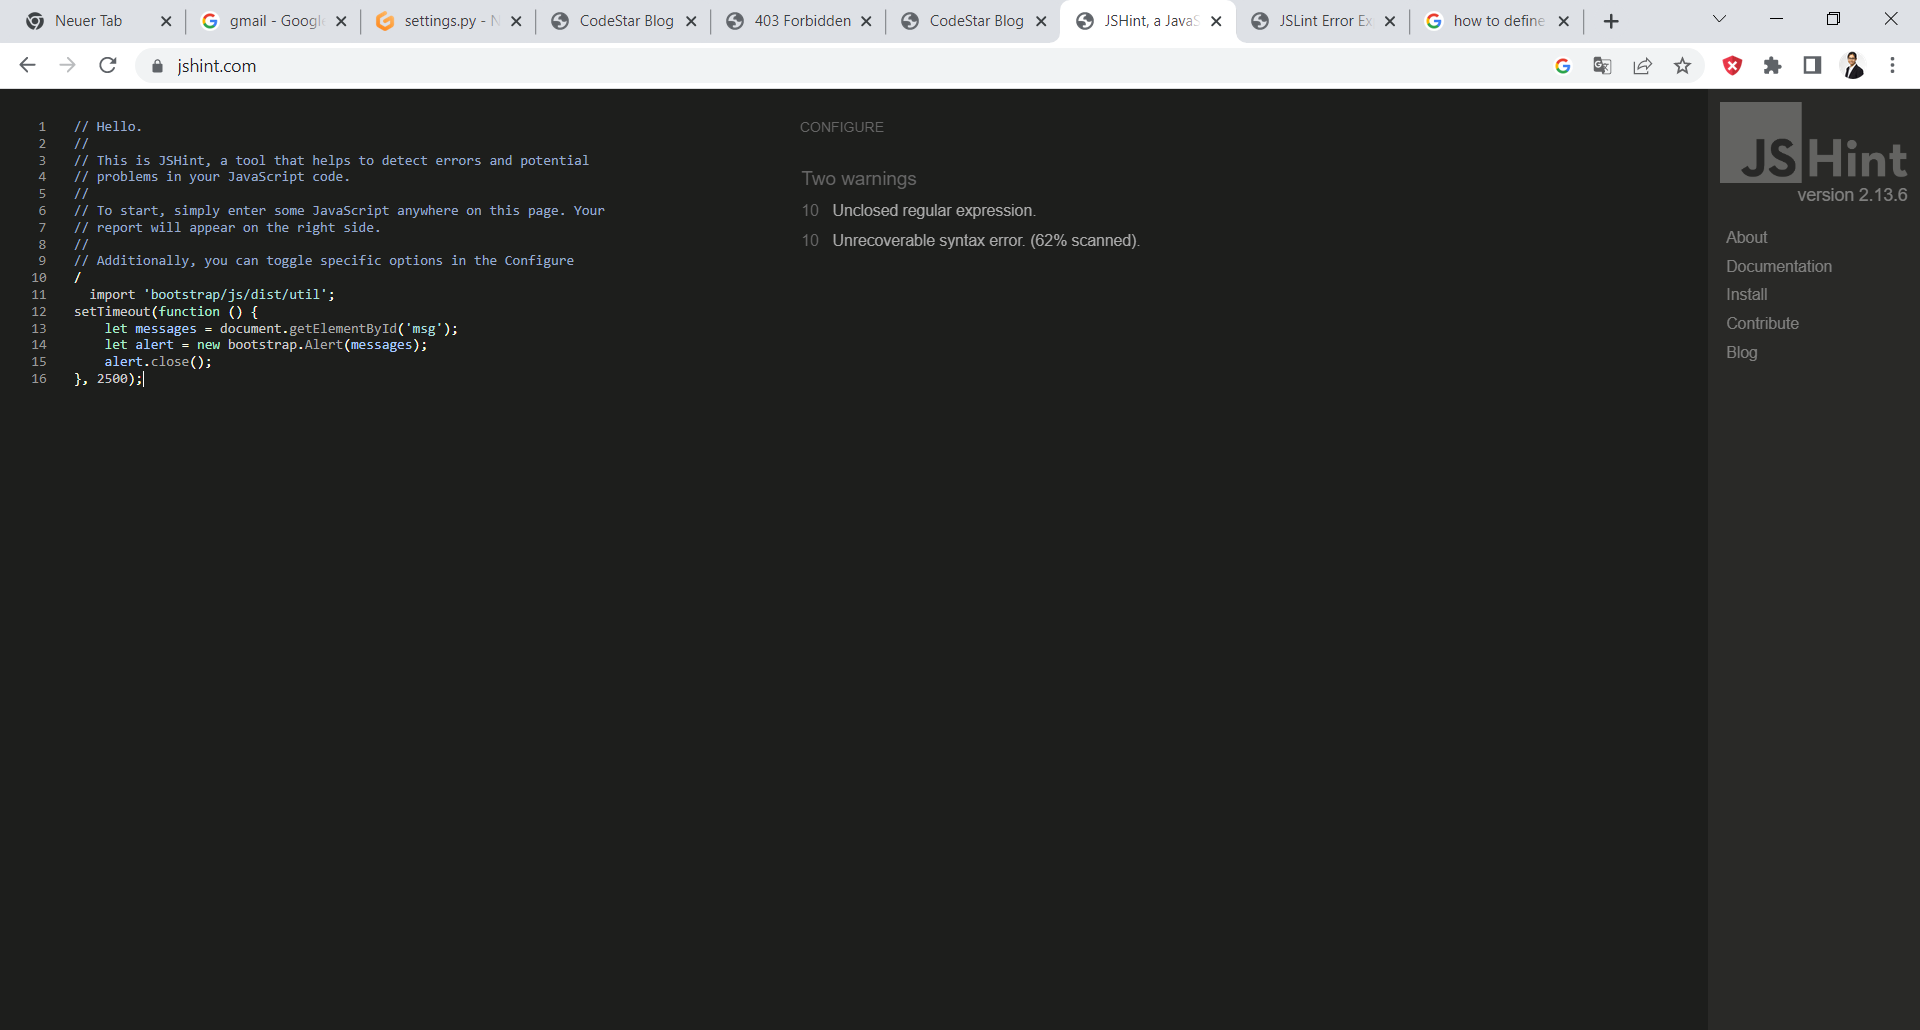 Neuer Tab
gmail - Google
settings.py - N
CodeStar Blog
403 Forbidden
CodeStar Blog
JSHint, a JavaS
JSLint Error Ex
how to define
jshint.com
1 // Hello.
2 //
3 // This is JSHint, a tool that helps to detect errors and potential
4 // problems in your JavaScript code.
5 //
6 // To start, simply enter some JavaScript anywhere on this page. Your
7 // report will appear on the right side.
8 //
9 // Additionally, you can toggle specific options in the Configure
10 /
11 import 'bootstrap/js/dist/util';
12 setTimeout(function () {
13 let messages = document.getElementById('msg');
14 let alert = new bootstrap.Alert(messages);
15 alert.close();
16 }, 2500);
CONFIGURE
Two warnings
10 Unclosed regular expression.
10 Unrecoverable syntax error. (62% scanned).
JSHint
version 2.13.6
About
Documentation
Install
Contribute
Blog